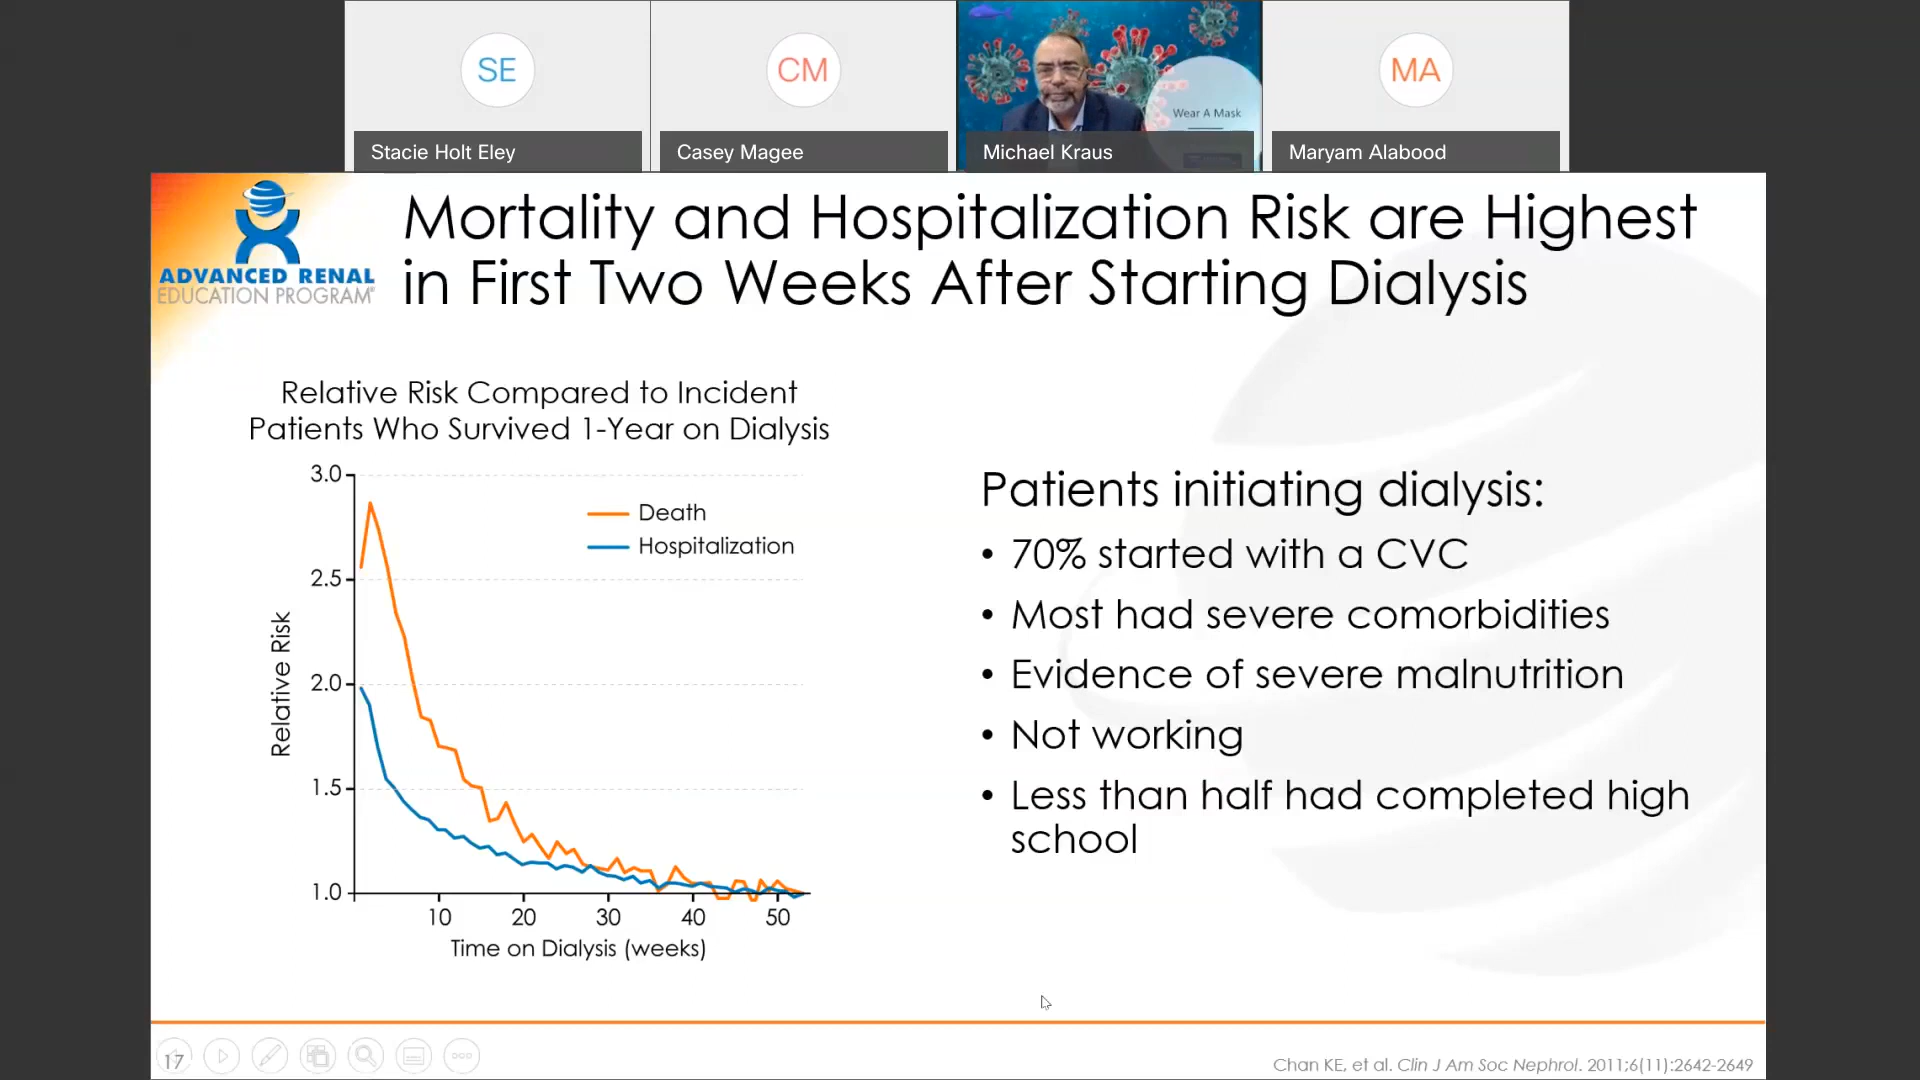 SE
CM
MA
Wear A Mask
Stacie Holt Eley
Casey Magee
Michael Kraus
Maryam Alabood
ADVANCED RENAL
EDUCATION PROGRAM®
Mortality and Hospitalization Risk are Highest
in First Two Weeks After Starting Dialysis
Relative Risk Compared to Incident
Patients Who Survived 1-Year on Dialysis
3.0
2.5
2.0
1.5
1.0
Relative Risk
Death
Hospitalization
10 20 30 40 50
Time on Dialysis (weeks)
Patients initiating dialysis:
• 70% started with a CVC
• Most had severe comorbidities
• Evidence of severe malnutrition
• Not working
• Less than half had completed high
school
17
Chan KE, et al. Clin J Am Soc Nephrol. 2011;6(11):2642-2649